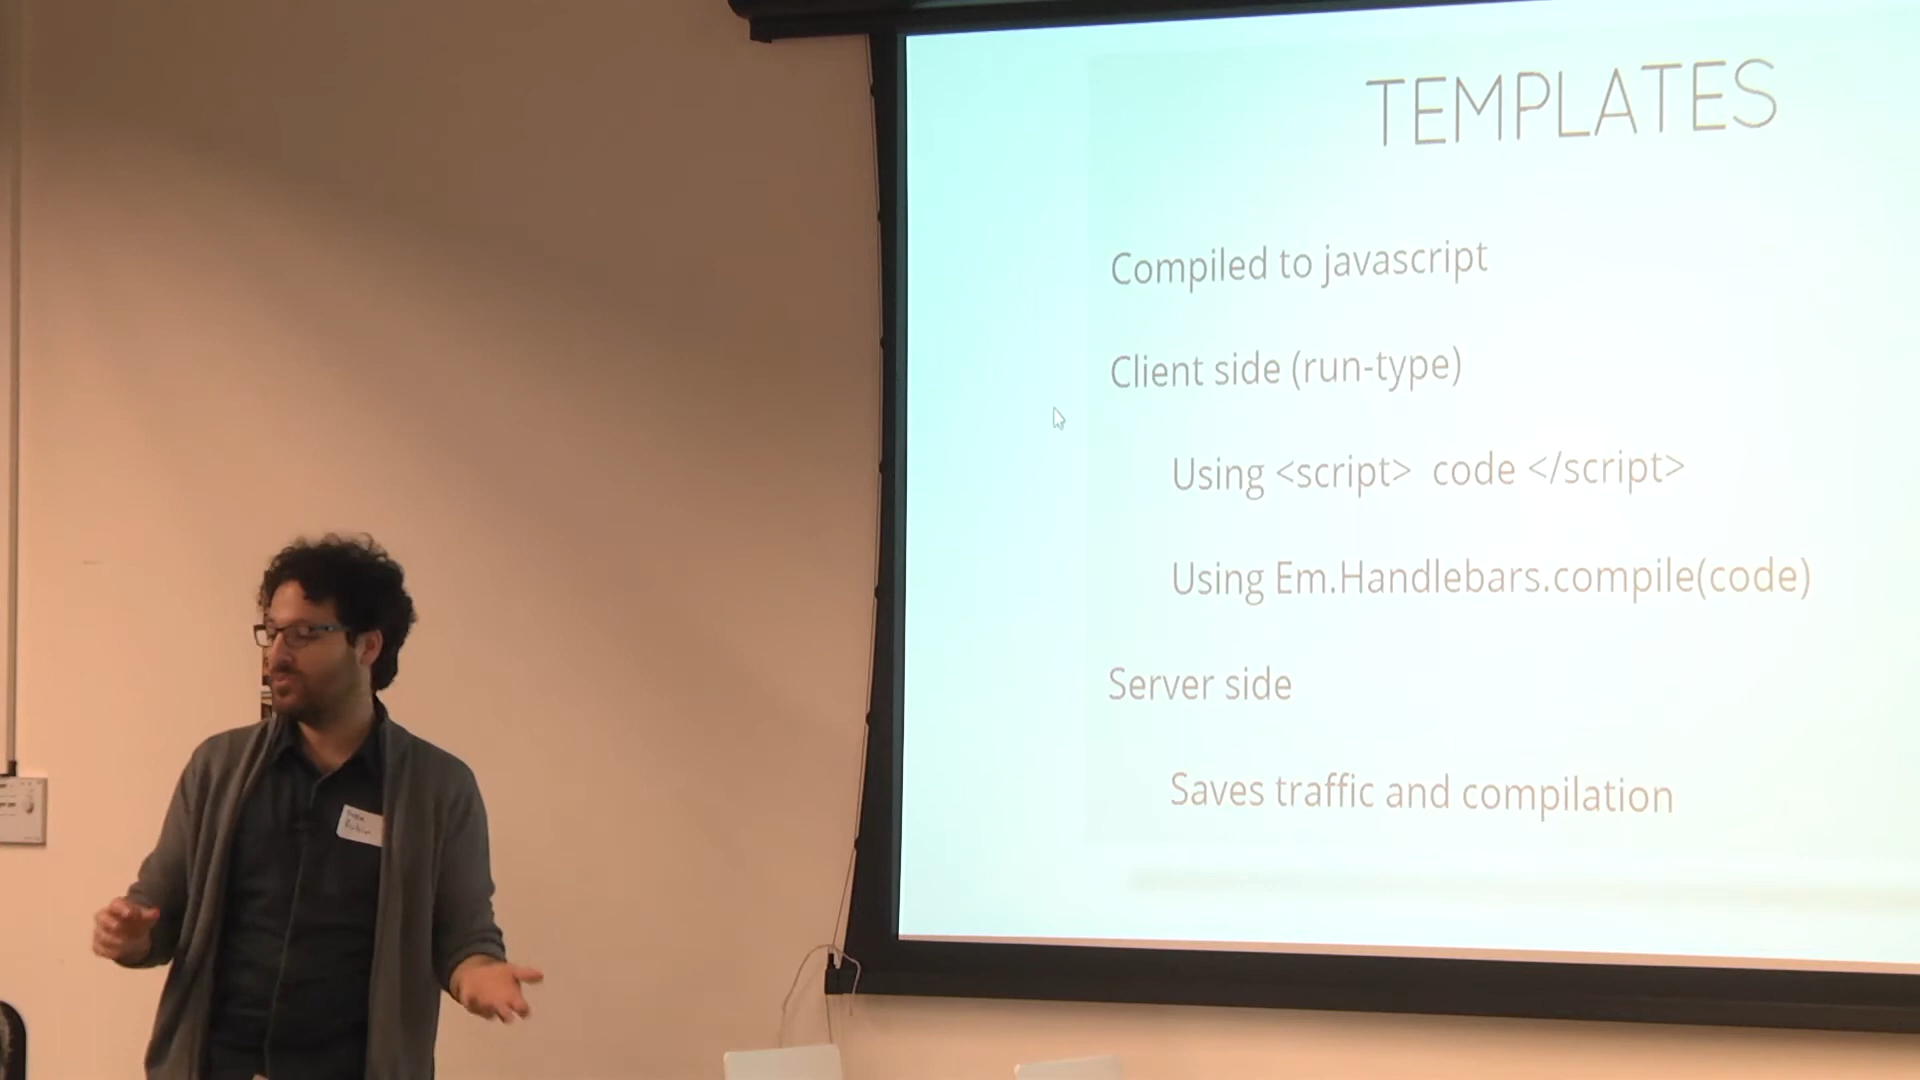 TEMPLATES
Compiled to javascript
Client side (run-type)
Using <script> code </script>
Using Em.Handlebars.compile(code)
Server side
Saves traffic and compilation